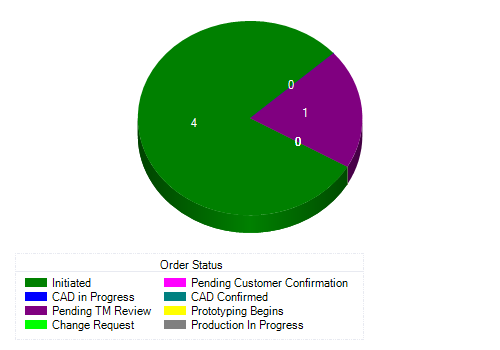 0
1
4
0
Order Status
Initiated
Pending Customer Confirmation
CAD in Progress
CAD Confirmed
Pending TM Review
Prototyping Begins
Change Request
Production In Progress